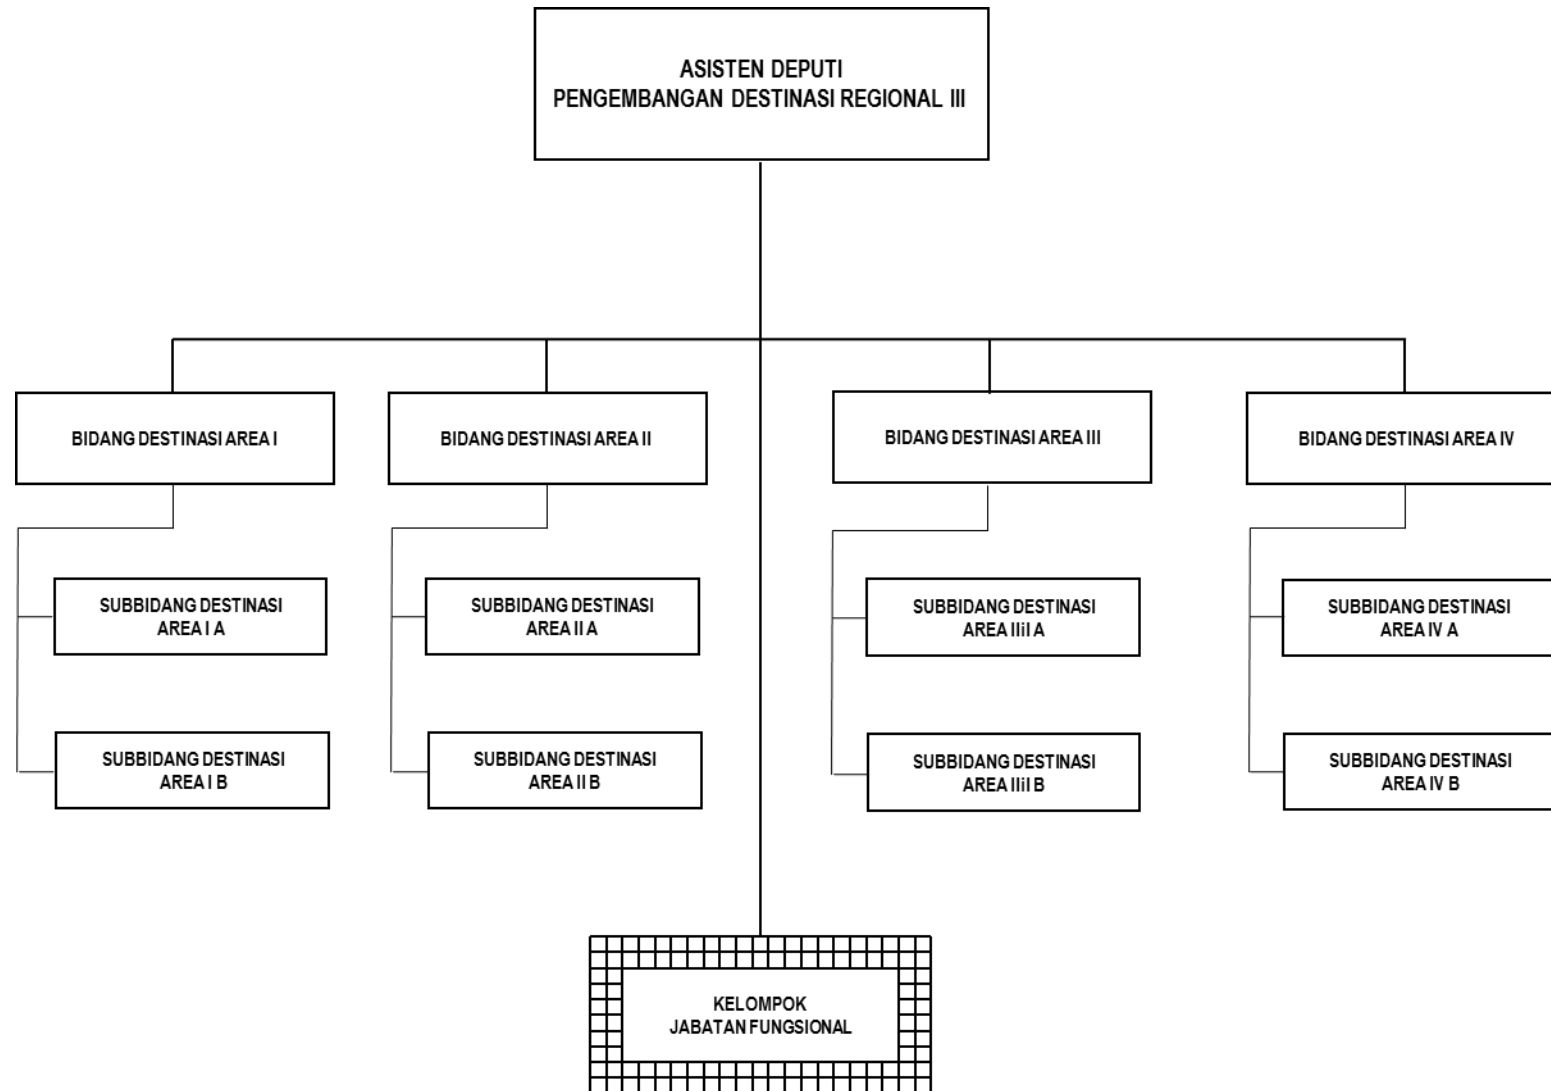 ASISTEN DEPUTI
PENGEMBANGAN DESTINASI REGIONAL III
BIDANG DESTINASI AREA I
BIDANG DESTINASI AREA II
BIDANG DESTINASI AREA III
BIDANG DESTINASI AREA IV
SUBBIDANG DESTINASI
AREA I A
SUBBIDANG DESTINASI
AREA II A
SUBBIDANG DESTINASI
AREA IIiI A
SUBBIDANG DESTINASI
AREA IV A
SUBBIDANG DESTINASI
AREA I B
SUBBIDANG DESTINASI
AREA II B
SUBBIDANG DESTINASI
AREA IIiI B
SUBBIDANG DESTINASI
AREA IV B
KELOMPOK
JABATAN FUNGSIONAL